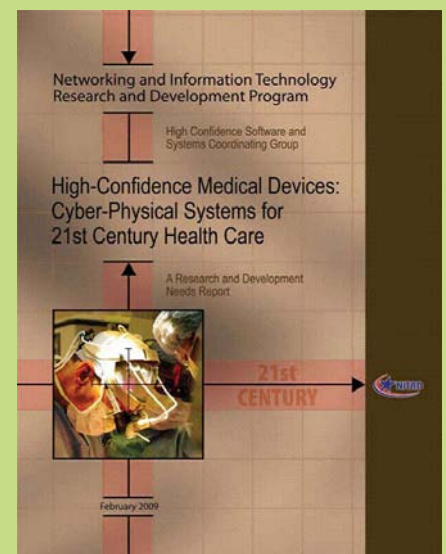 Networking and Information Technology
Research and Development Program
High Confidence Software and
Systems Coordinating Group
High-Confidence Medical Devices:
Cyber-Physical Systems for
21st Century Health Care
A Research and Development
Needs Report
21st
CENTURY
NITRD
February 2009